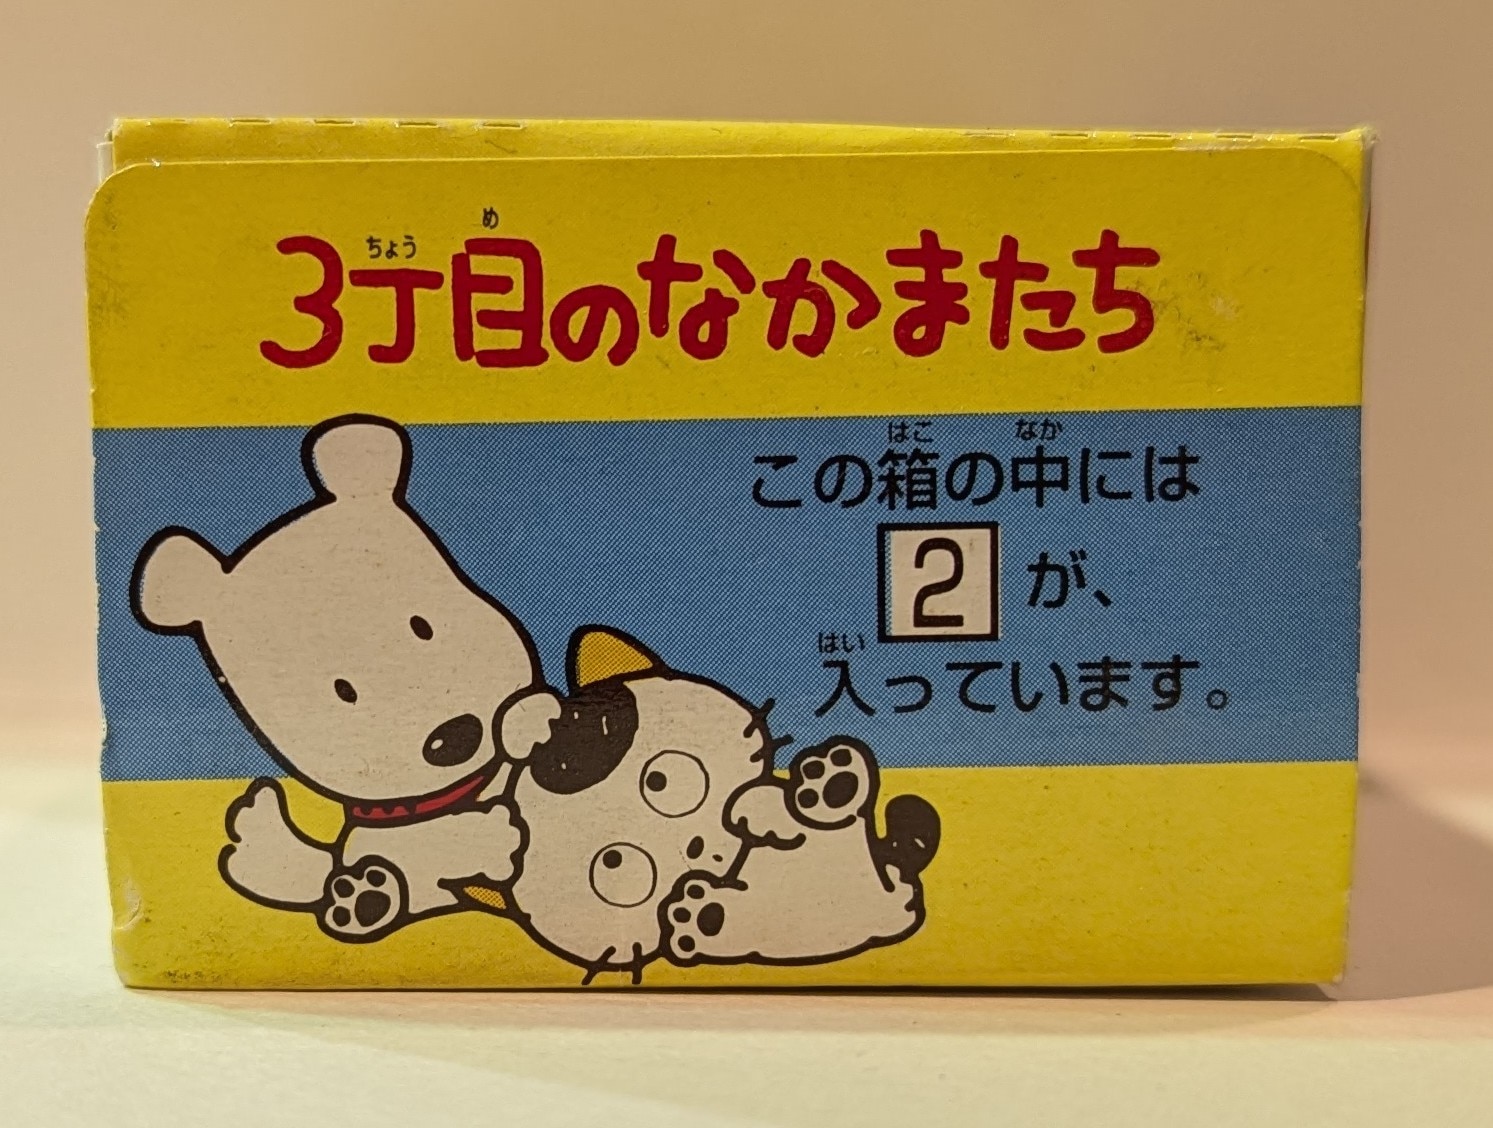 3丁目のなかまたち
この箱の中には
2が、
入っています。